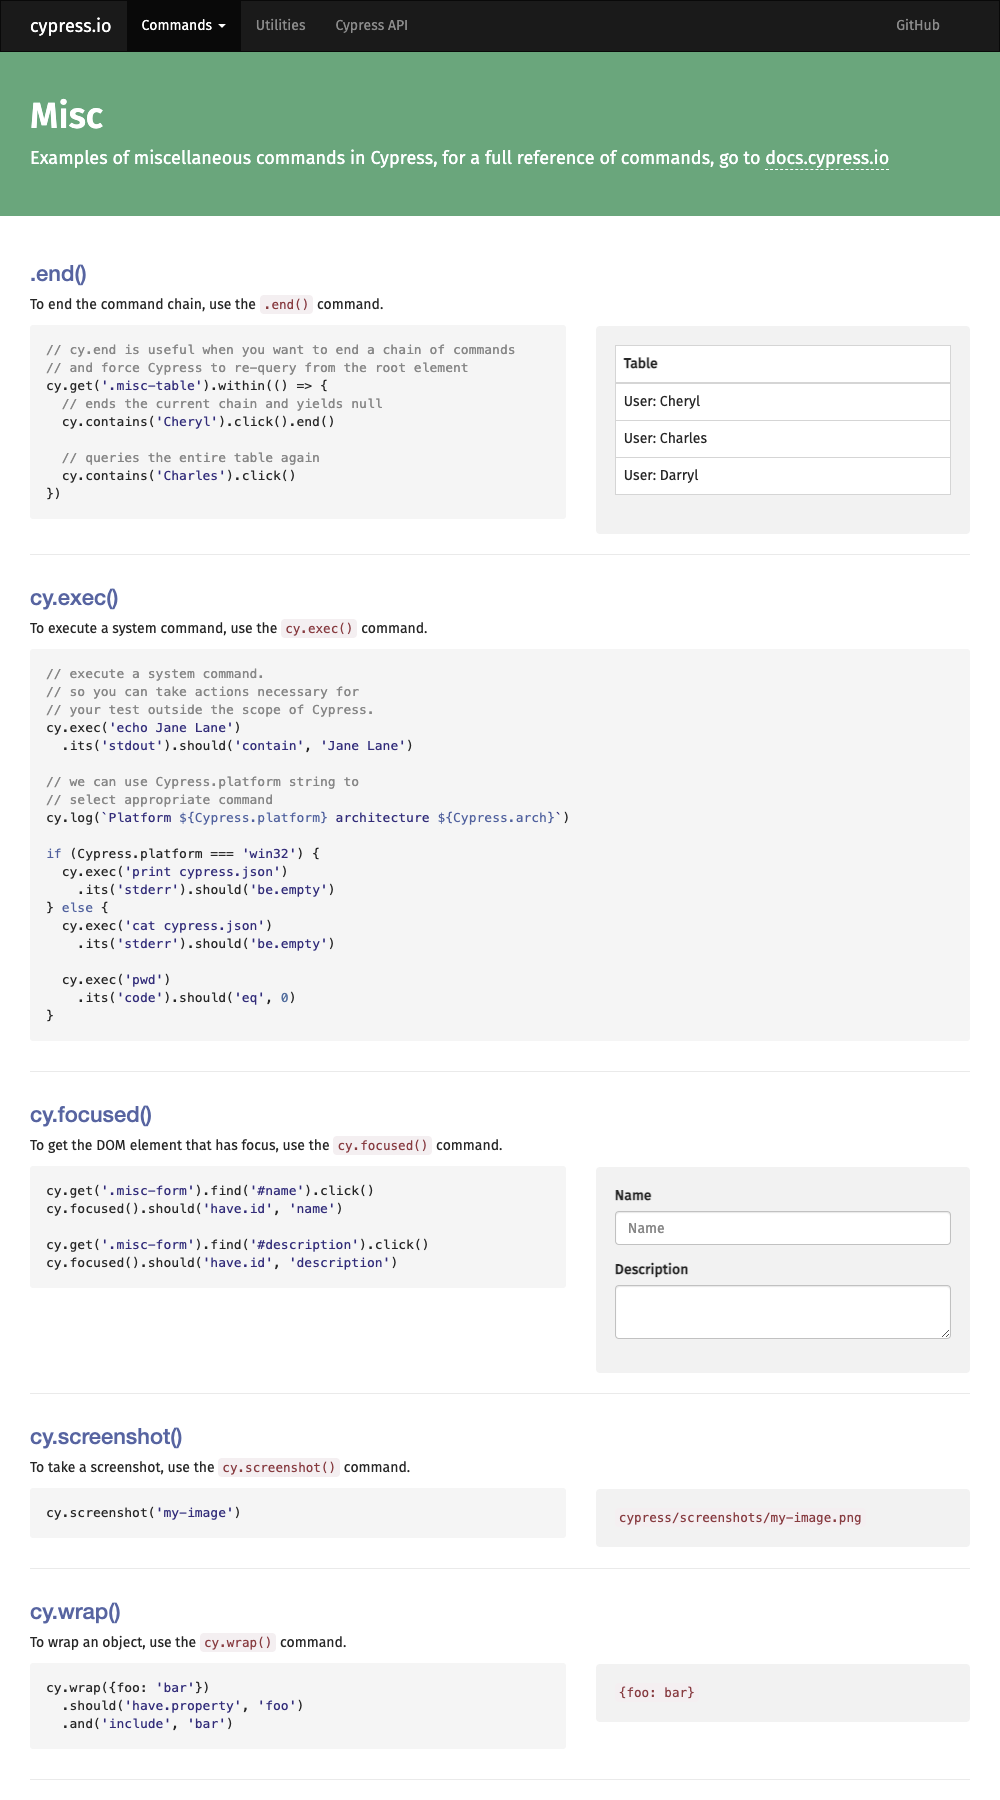 cypress.io Commands Utilities Cypress API GitHub
Misc
Examples of miscellaneous commands in Cypress, for a full reference of commands, go to docs.cypress.io
.end()
To end the command chain, use the .end() command.
// cy.end is useful when you want to end a chain of commands
// and force Cypress to re-query from the root element
cy.get('.misc-table').within(() => {
  // ends the current chain and yields null
  cy.contains('Cheryl').click().end()
  // queries the entire table again
  cy.contains('Charles').click()
})
Table
User: Cheryl
User: Charles
User: Darryl
cy.exec()
To execute a system command, use the cy.exec() command.
// execute a system command.
// so you can take actions necessary for
// your test outside the scope of Cypress.
cy.exec('echo Jane Lane')
  .its('stdout').should('contain', 'Jane Lane')
// we can use Cypress.platform string to
// select appropriate command
cy.log(`Platform ${Cypress.platform} architecture ${Cypress.arch}`)
if (Cypress.platform === 'win32') {
  cy.exec('print cypress.json')
    .its('stderr').should('be.empty')
} else {
  cy.exec('cat cypress.json')
    .its('stderr').should('be.empty')
  cy.exec('pwd')
    .its('code').should('eq', 0)
}
cy.focused()
To get the DOM element that has focus, use the cy.focused() command.
cy.get('.misc-form').find('#name').click()
cy.focused().should('have.id', 'name')
cy.get('.misc-form').find('#description').click()
cy.focused().should('have.id', 'description')
Name
Name
Description
cy.screenshot()
To take a screenshot, use the cy.screenshot() command.
cy.screenshot('my-image')
cypress/screenshots/my-image.png
cy.wrap()
To wrap an object, use the cy.wrap() command.
cy.wrap({foo: 'bar'})
  .should('have.property', 'foo')
  .and('include', 'bar')
{foo: bar}